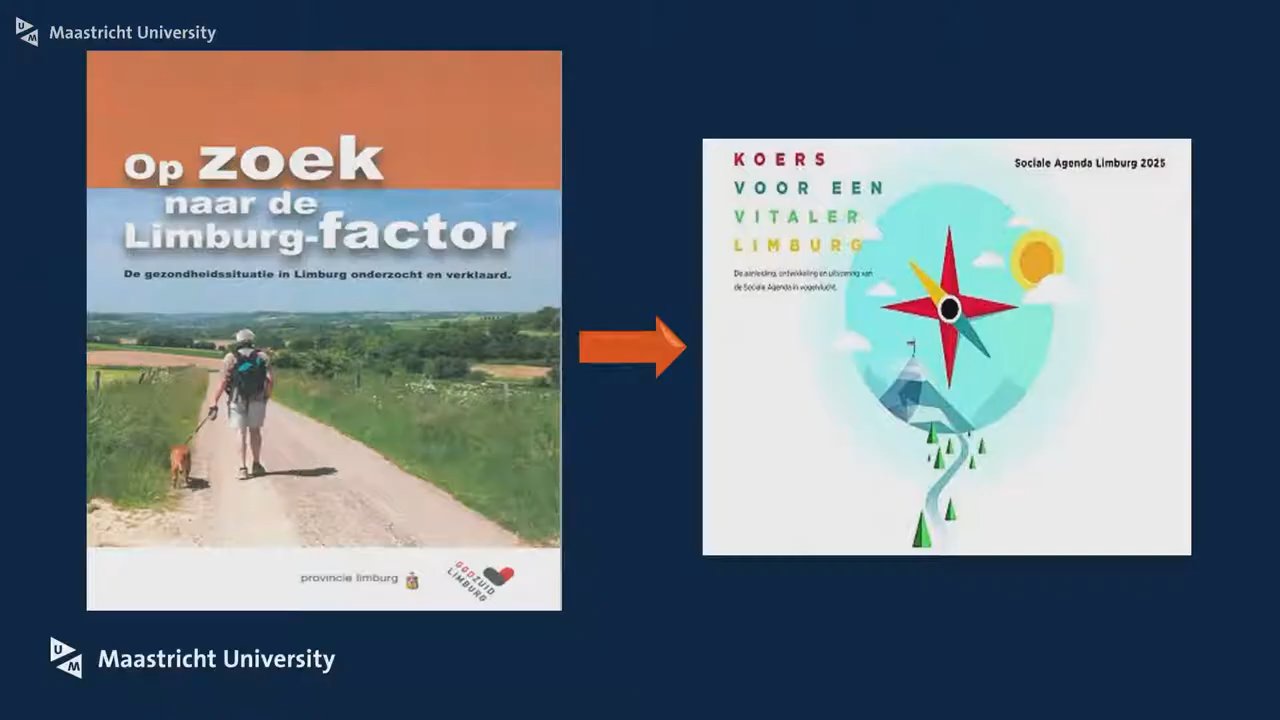 Maastricht University
Op zoek
naar de
Limburg-factor
De gezondheidssituatie in Limburg onderzocht en verklaard.
provincie limburg
GGDZUID
LIMBURG
KOERS
VOOR EEN
VITALER
LIMBURG
Sociale Agenda Limburg 2025
De aanleiding, ontwikkeling en uitvoering van
de Sociale Agenda in vogelvlucht.
UM Maastricht University